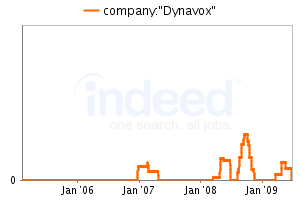 company:"Dynavox"
indeed
one search. all jobs.
0
Jan '06 Jan '07 Jan '08 Jan '09